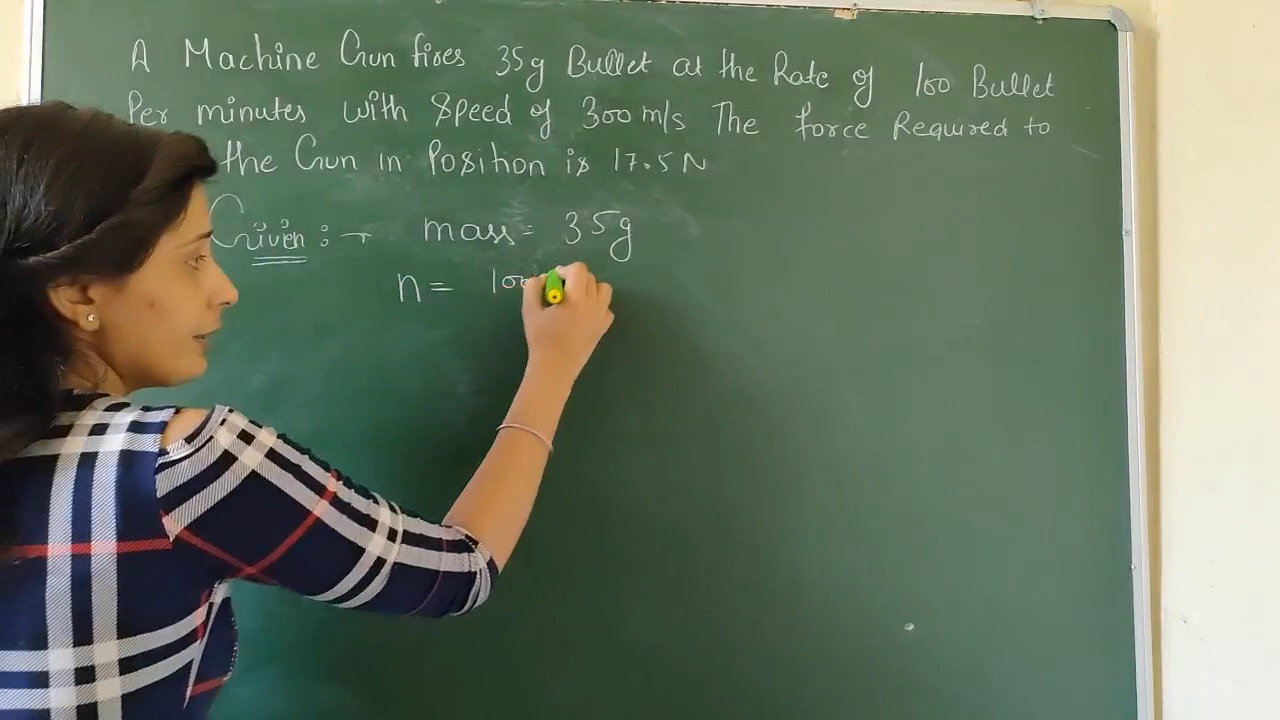 A Machine Gun fires 35g Bullet at the Rate of 100 Bullet
Per minutes with Speed of 300 m/s The force Required to
the Gun in Position is 17.5 N
Given :→ mass = 35g
n = 100